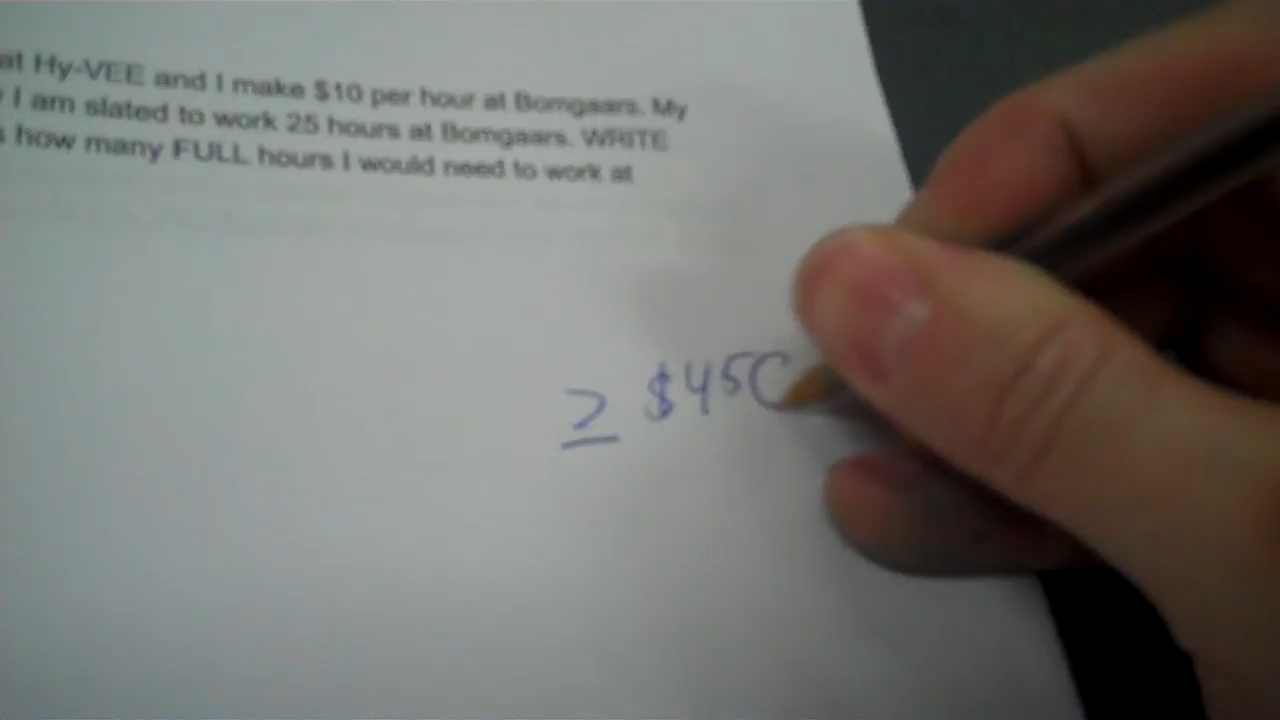 at Hy-VEE and I make $10 per hour at Bomgaars. My
I am slated to work 25 hours at Bomgaars. WRITE
how many FULL hours I would need to work at
≥ $450